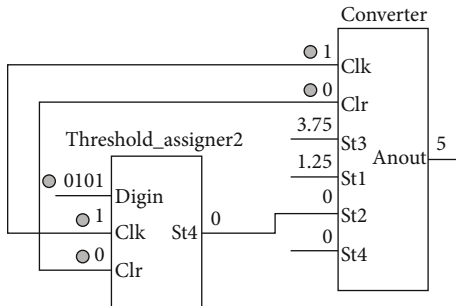 Converter
1
Clk
0
Clr
3.75
St3
Threshold_assigner2
1.25
St1
Anout
5
0101
Digin
0
St2
1
Clk
St4
0
0
St4
0
Clr